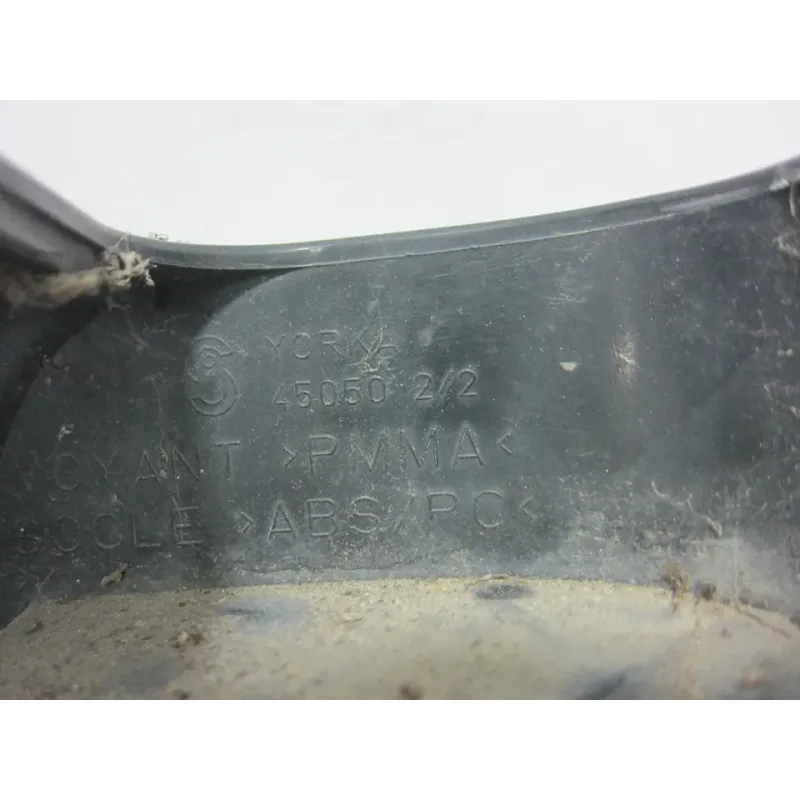 YORKA
45050 2/2
VOYANT >PMMA<
SOCLE >ABS/PC<